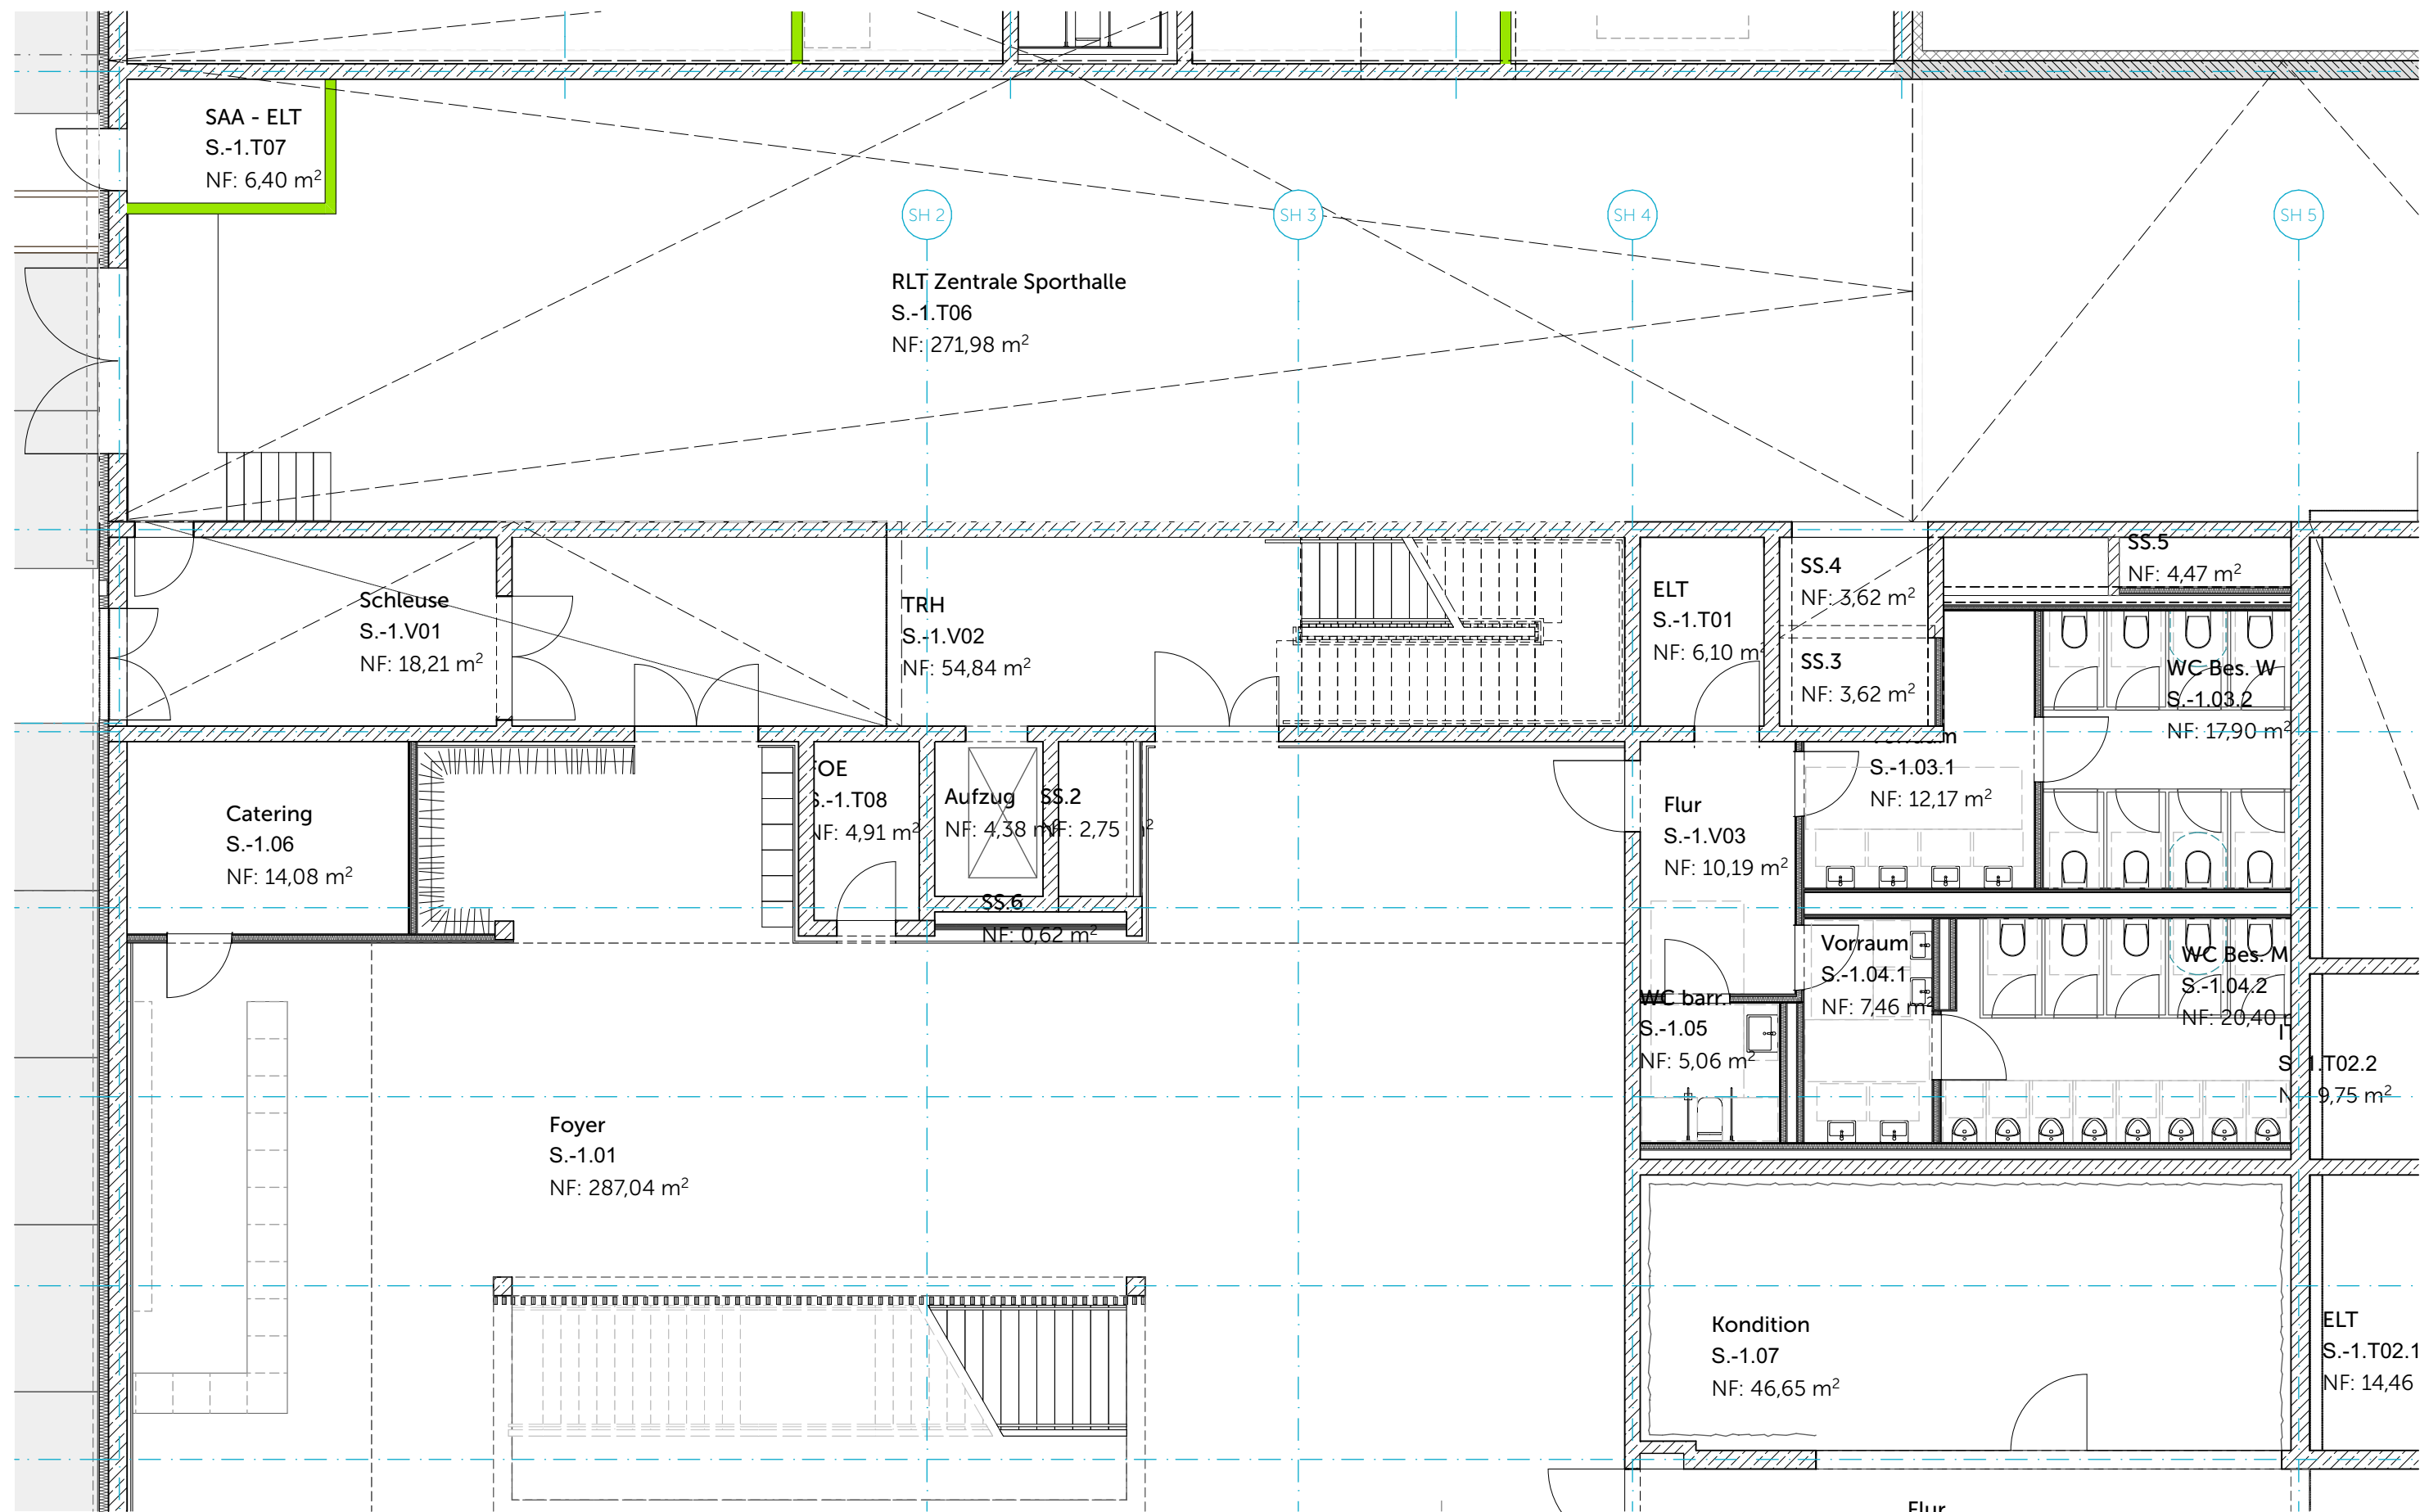 SAA - ELT
S.-1.T07
NF: 6,40 m²
SH 2
SH 3
SH 4
SH 5
RLT Zentrale Sporthalle
S.-1.T06
NF: 271,98 m²
Schleuse
S.-1.V01
NF: 18,21 m²
TRH
S.-1.V02
NF: 54,84 m²
ELT
S.-1.T01
NF: 6,10 m²
SS.4
NF: 3,62 m²
SS.3
NF: 3,62 m²
SS.5
NF: 4,47 m²
WC Bes. W
S.-1.03.2
NF: 17,90 m²
S.-1.03.1
NF: 12,17 m²
Catering
S.-1.06
NF: 14,08 m²
OE
S.-1.T08
NF: 4,91 m²
Aufzug
NF: 4,38 m²
SS.2
NF: 2,75 m²
SS.6
NF: 0,62 m²
Flur
S.-1.V03
NF: 10,19 m²
Vorraum
S.-1.04.1
NF: 7,46 m²
WC Bes. M
S.-1.04.2
NF: 20,40
WC barr.
S.-1.05
NF: 5,06 m²
S.-1.T02.2
NF: 9,75 m²
Foyer
S.-1.01
NF: 287,04 m²
Kondition
S.-1.07
NF: 46,65 m²
ELT
S.-1.T02.1
NF: 14,46
Flur